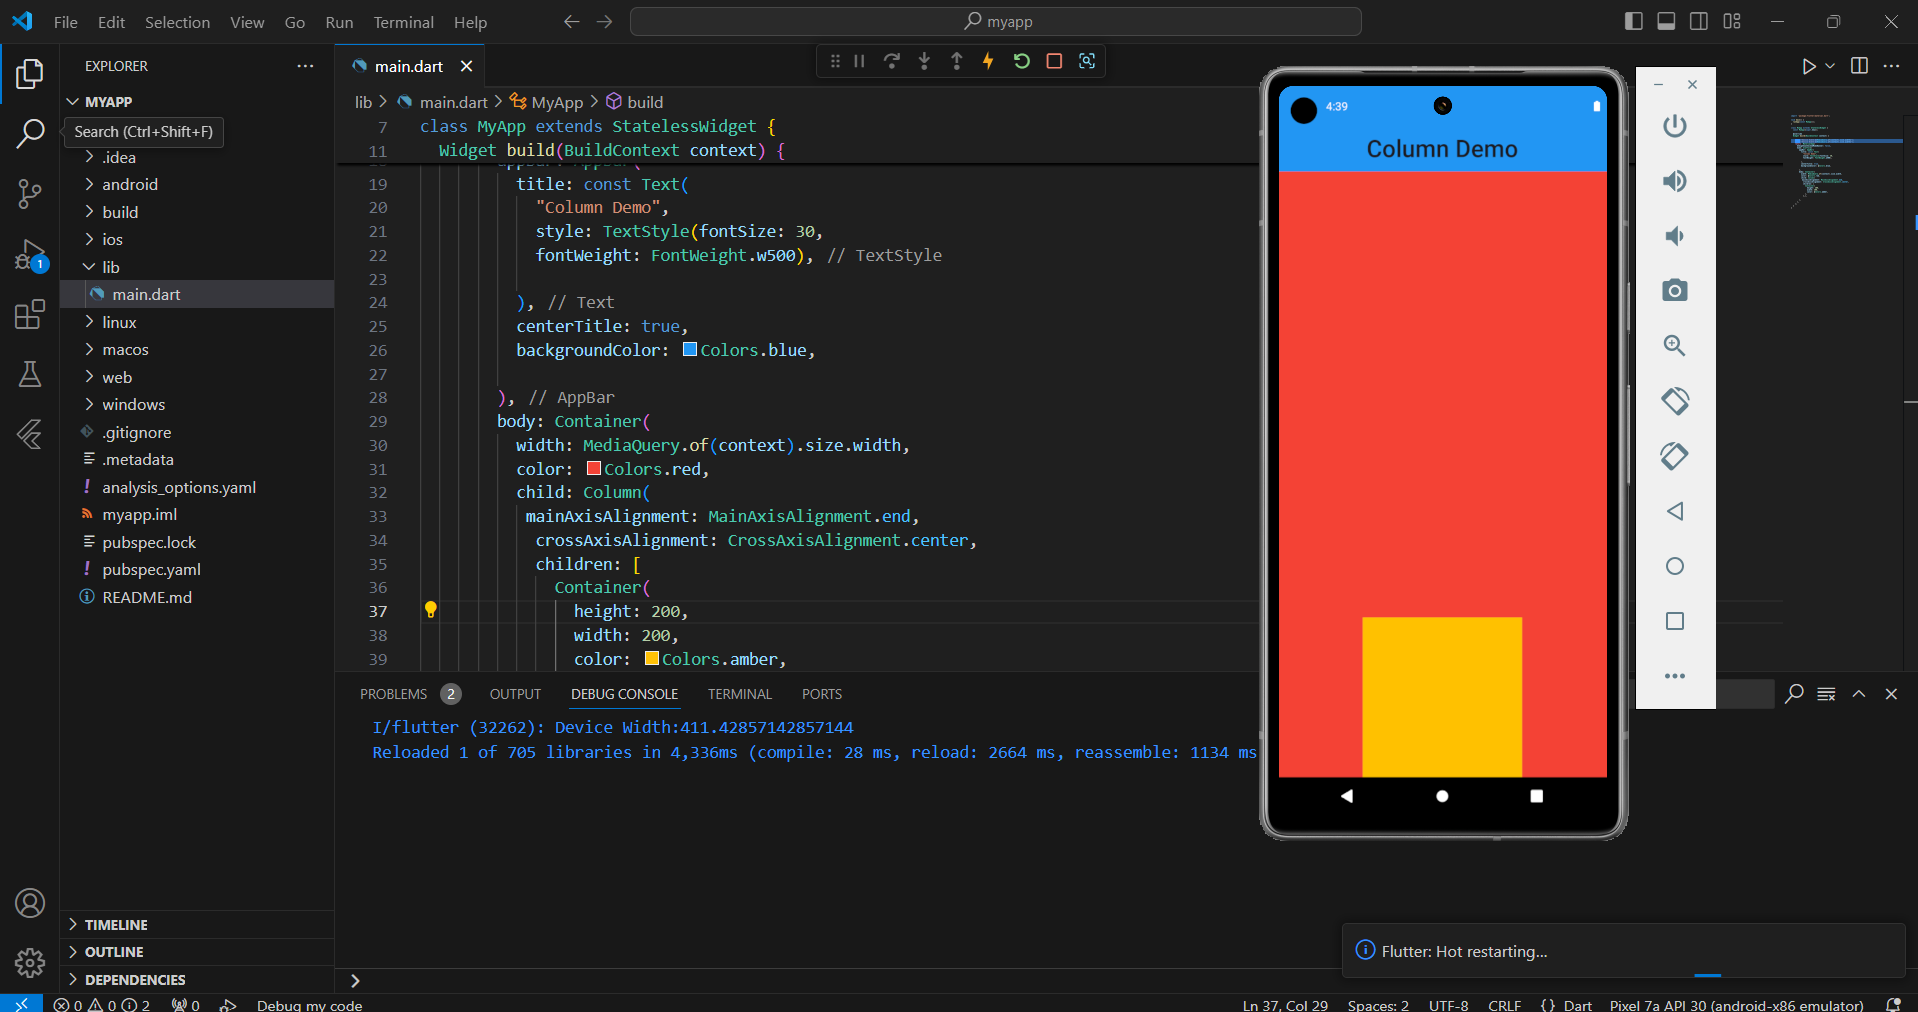 File Edit Selection View Go Run Terminal Help
myapp
EXPLORER
MYAPP
Search (Ctrl+Shift+F)
.idea
android
build
ios
lib
main.dart
linux
macos
web
windows
.gitignore
.metadata
analysis_options.yaml
myapp.iml
pubspec.lock
pubspec.yaml
README.md
TIMELINE
OUTLINE
DEPENDENCIES
main.dart
lib > main.dart > MyApp > build
7 class MyApp extends StatelessWidget {
11 Widget build(BuildContext context) {
19 title: const Text(
20 "Column Demo",
21 style: TextStyle(fontSize: 30,
22 fontWeight: FontWeight.w500), // TextStyle
23
24 ), // Text
25 centerTitle: true,
26 backgroundColor: Colors.blue,
27
28 ), // AppBar
29 body: Container(
30 width: MediaQuery.of(context).size.width,
31 color: Colors.red,
32 child: Column(
33 mainAxisAlignment: MainAxisAlignment.end,
34 crossAxisAlignment: CrossAxisAlignment.center,
35 children: [
36 Container(
37 height: 200,
38 width: 200,
39 color: Colors.amber,
PROBLEMS 2 OUTPUT DEBUG CONSOLE TERMINAL PORTS
I/flutter (32262): Device Width:411.42857142857144
Reloaded 1 of 705 libraries in 4,336ms (compile: 28 ms, reload: 2664 ms, reassemble: 1134 ms
4:39
Column Demo
1
Flutter: Hot restarting...
0 0 2 0 Debug my code
Ln 37, Col 29 Spaces: 2 UTF-8 CRLF {} Dart Pixel 7a API 30 (android-x86 emulator)